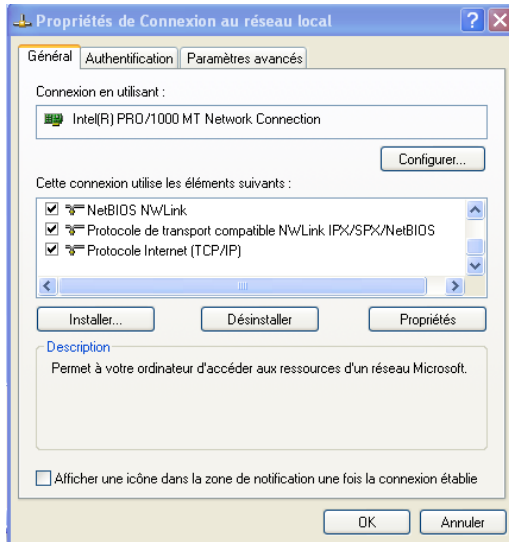 Propriétés de Connexion au réseau local
Général Authentification Paramètres avancés
Connexion en utilisant :
Intel(R) PRO/1000 MT Network Connection
Configurer...
Cette connexion utilise les éléments suivants :
NetBIOS NWLink
Protocole de transport compatible NWLink IPX/SPX/NetBIOS
Protocole Internet (TCP/IP)
Installer... Désinstaller Propriétés
Description
Permet à votre ordinateur d'accéder aux ressources d'un réseau Microsoft.
Afficher une icône dans la zone de notification une fois la connexion établie
OK Annuler